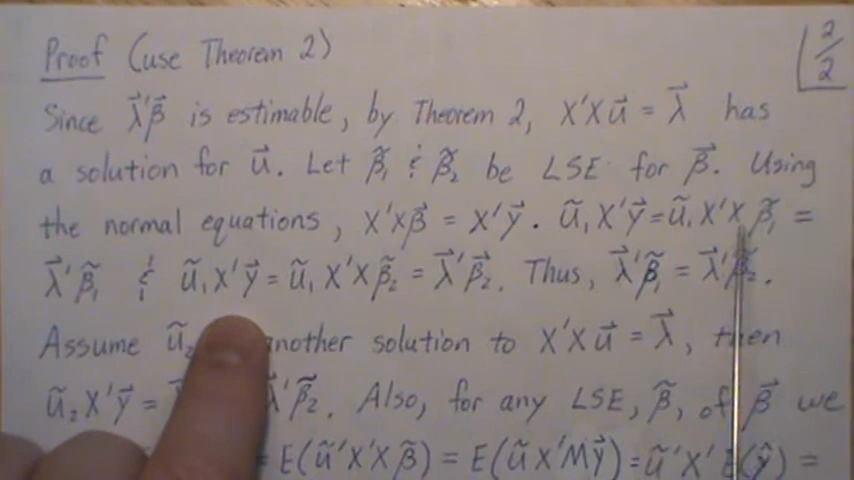 Proof (use Theorem 2) 2/2
Since λ⃗'β⃗ is estimable, by Theorem 2, X'Xu⃗ = λ⃗ has
a solution for u⃗. Let β̃₁ & β̃₂ be LSE for β⃗. Using
the normal equations, X'Xβ⃗ = X'y⃗. ũ₁X'y⃗ = ũ₁X'Xβ̃₁ =
λ⃗'β̃₁ & ũ₁X'y⃗ = ũ₁X'Xβ̃₂ = λ⃗'β̃₂. Thus, λ⃗'β̃₁ = λ⃗'β̃₂.
Assume ũ₂ another solution to X'Xu⃗ = λ⃗, then
ũ₂X'y⃗ = λ⃗'β̃₂. Also, for any LSE, β̃, of β⃗ we
= E(ũ'X'Xβ̃) = E(ũX'My⃗) = ũ'X'E(y⃗) =